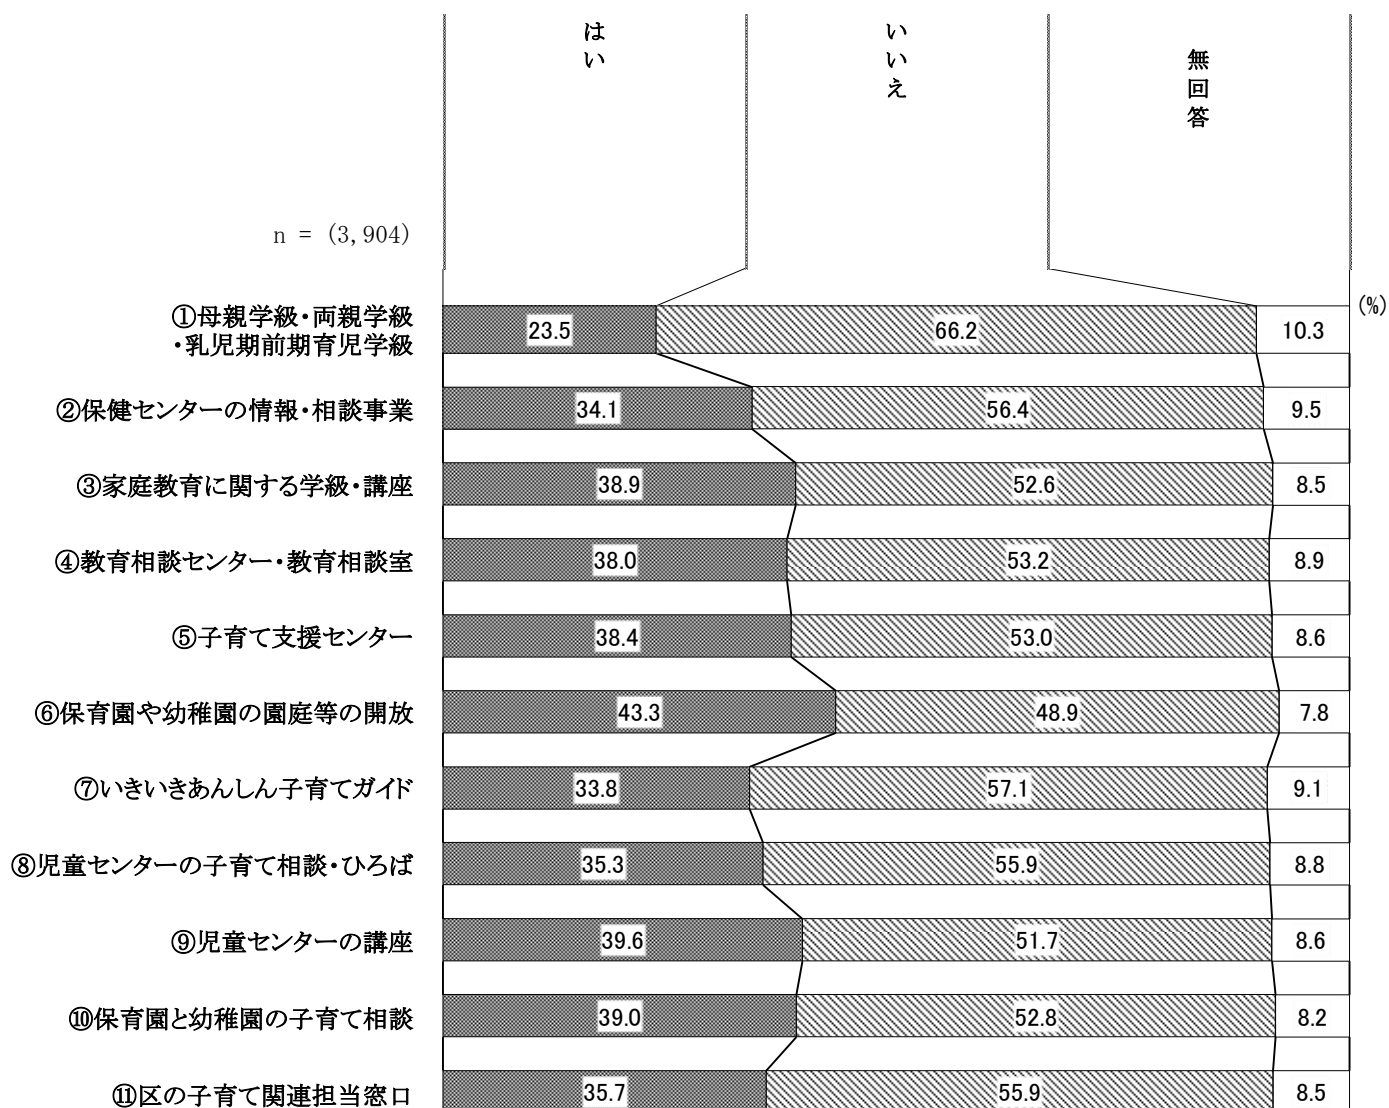 はい
いいえ
無回答
n = (3,904)
(%)
①母親学級・両親学級
・乳児期前期育児学級
23.5 66.2 10.3
②保健センターの情報・相談事業 34.1 56.4 9.5
③家庭教育に関する学級・講座 38.9 52.6 8.5
④教育相談センター・教育相談室 38.0 53.2 8.9
⑤子育て支援センター 38.4 53.0 8.6
⑥保育園や幼稚園の園庭等の開放 43.3 48.9 7.8
⑦いきいきあんしん子育てガイド 33.8 57.1 9.1
⑧児童センターの子育て相談・ひろば 35.3 55.9 8.8
⑨児童センターの講座 39.6 51.7 8.6
⑩保育園と幼稚園の子育て相談 39.0 52.8 8.2
⑪区の子育て関連担当窓口 35.7 55.9 8.5